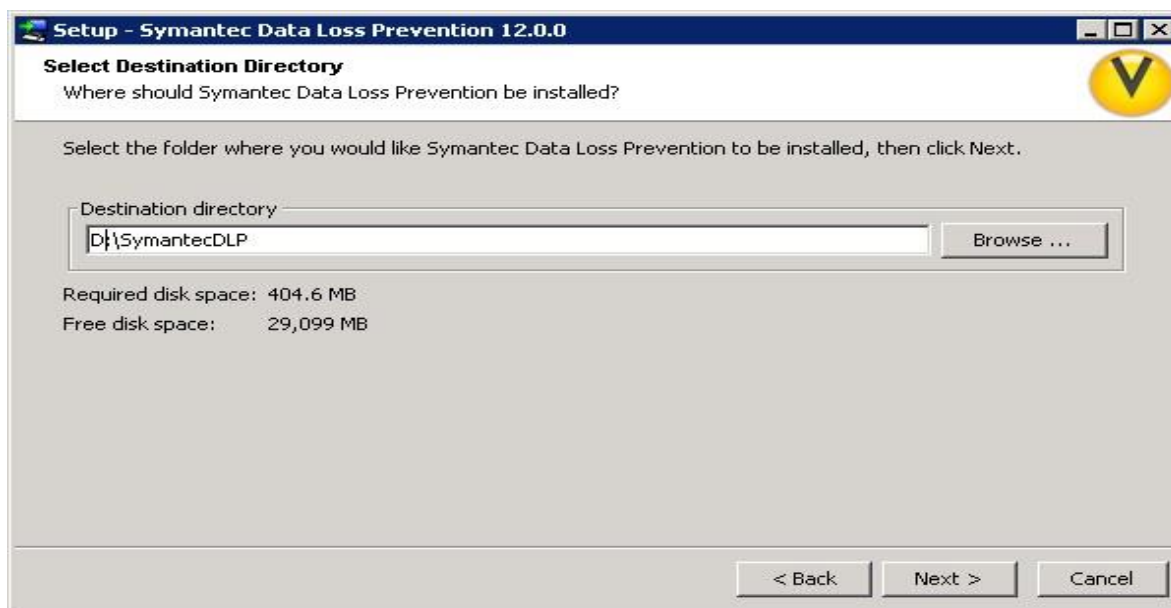 Setup - Symantec Data Loss Prevention 12.0.0
Select Destination Directory
Where should Symantec Data Loss Prevention be installed?
Select the folder where you would like Symantec Data Loss Prevention to be installed, then click Next.
Destination directory
D:\SymantecDLP
Browse ...
Required disk space: 404.6 MB
Free disk space: 29,099 MB
< Back Next > Cancel